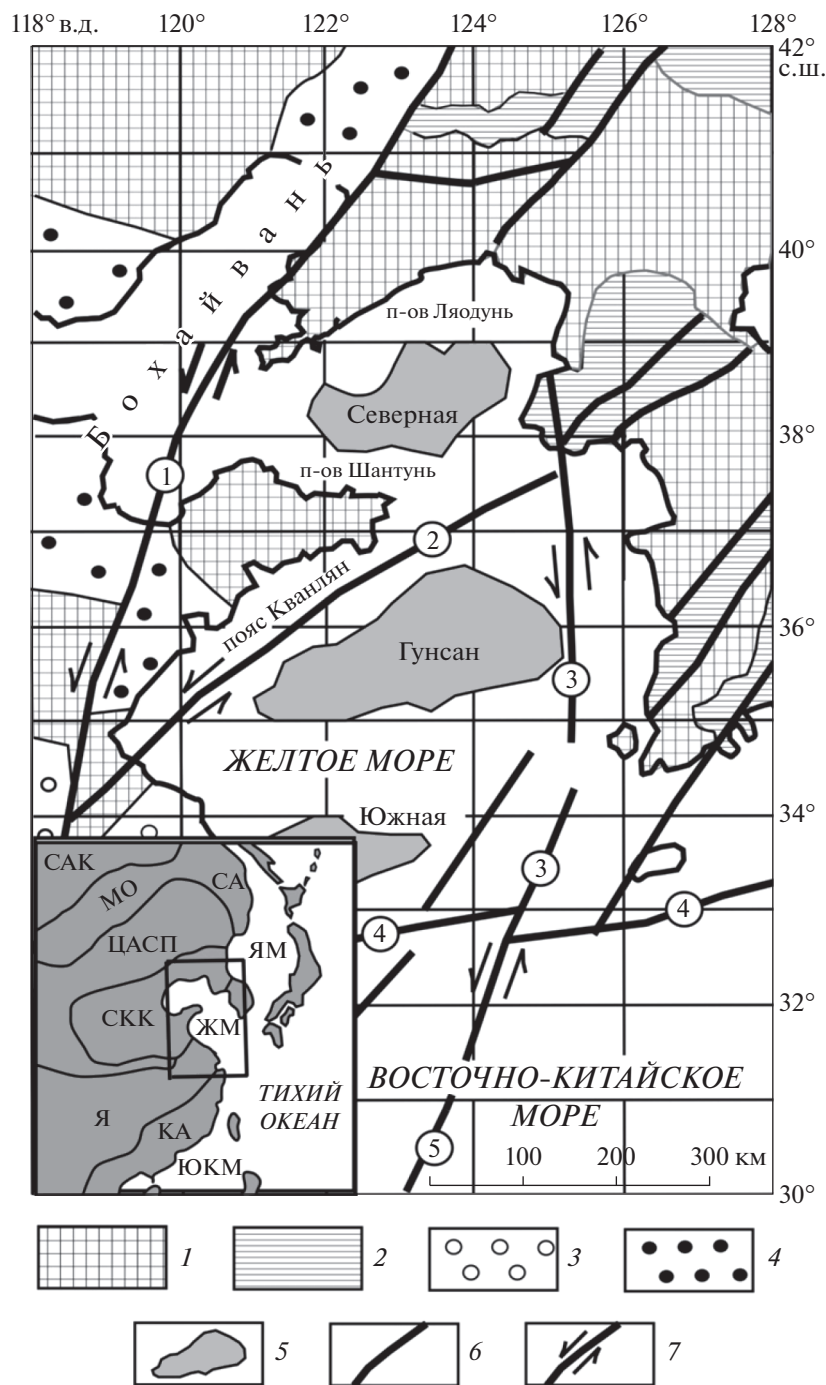 118° в.д. 120° 122° 124° 126° 128°
42°
с.ш.
Бохайвань
40°
п-ов Ляодунь
Северная
38°
1
п-ов Шантунь
2
пояс Кванлян
36°
Гунсан
3
ЖЕЛТОЕ МОРЕ
34°
Южная
3
4
4
САК
МО
СА
ЦАСП
ЯМ
СКК
ЖМ
32°
ТИХИЙ
ОКЕАН
Я
КА
ЮКМ
ВОСТОЧНО-КИТАЙСКОЕ
МОРЕ
5
100 200 300 км
30°
1 2 3 4
5 6 7